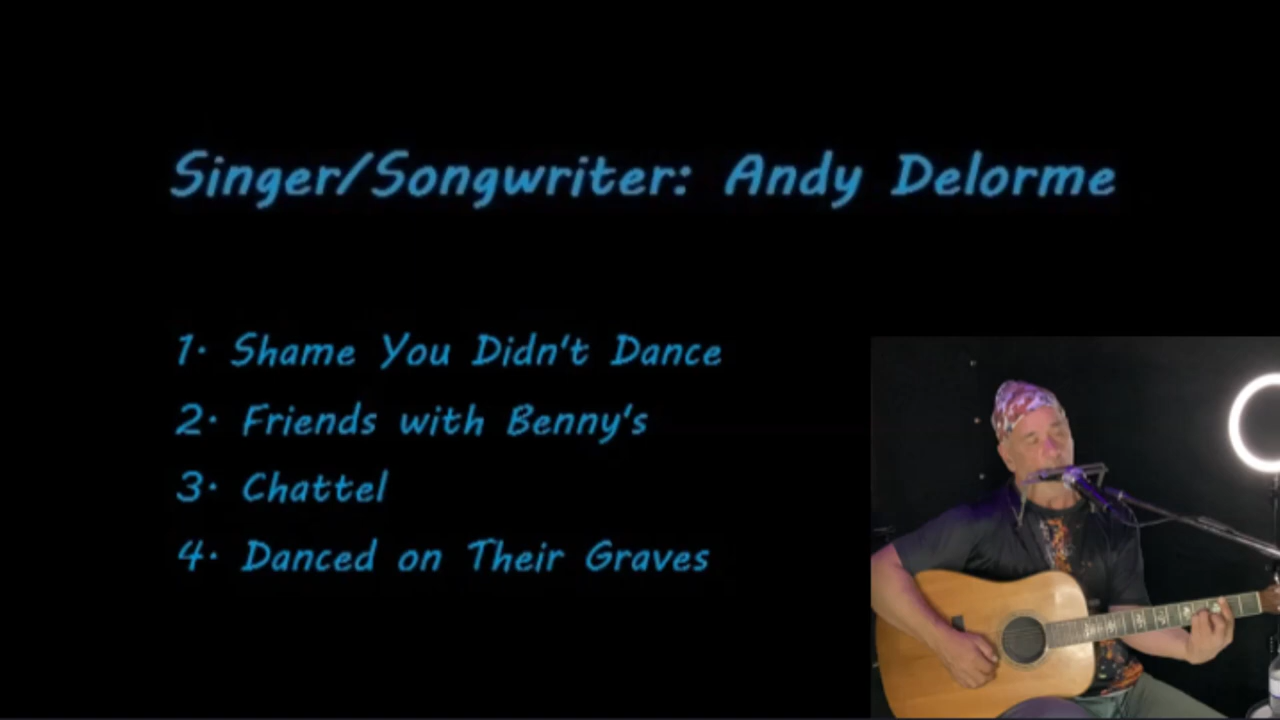 Singer/Songwriter: Andy Delorme
1. Shame You Didn't Dance
2. Friends with Benny's
3. Chattel
4. Danced on Their Graves